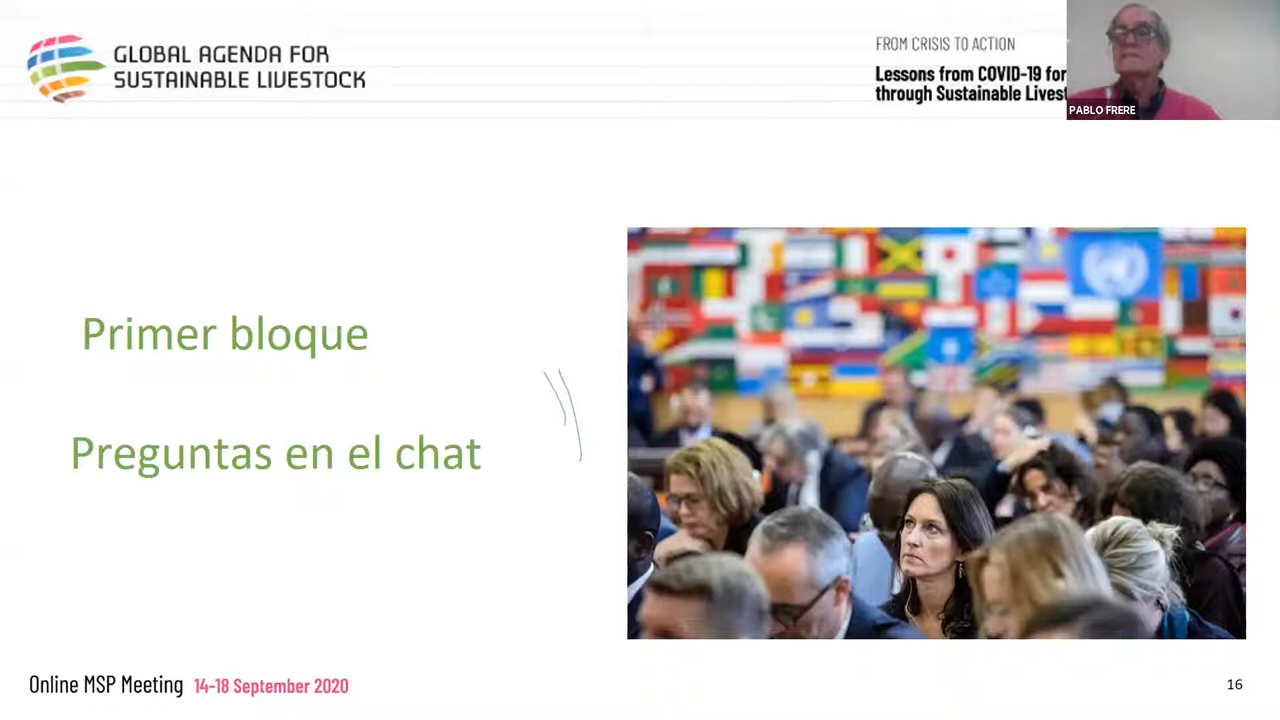 GLOBAL AGENDA FOR
SUSTAINABLE LIVESTOCK
FROM CRISIS TO ACTION
Lessons from COVID-19 for
through Sustainable
PABLO FRERE
Primer bloque
Preguntas en el chat
Online MSP Meeting 14-18 September 2020
16